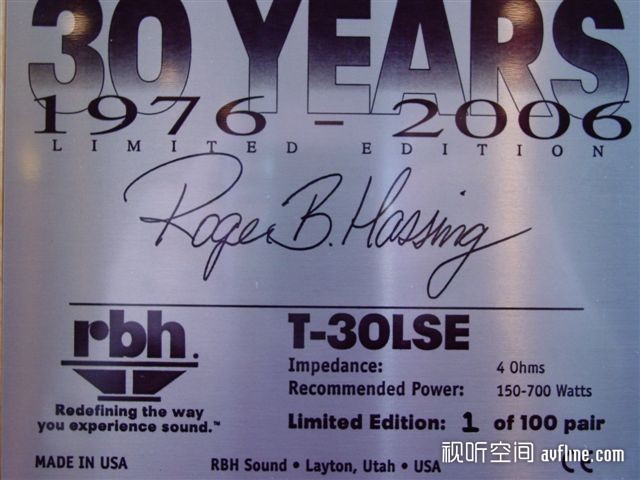 30 YEARS
1976 - 2006
LIMITED EDITION
Roger B. Hassing
rbh.
Redefining the way
you experience sound.™
T-30LSE
Impedance: 4 Ohms
Recommended Power: 150-700 Watts
Limited Edition: 1 of 100 pair
MADE IN USA
RBH Sound • Layton, Utah • USA
CE
视听空间 avfline.com